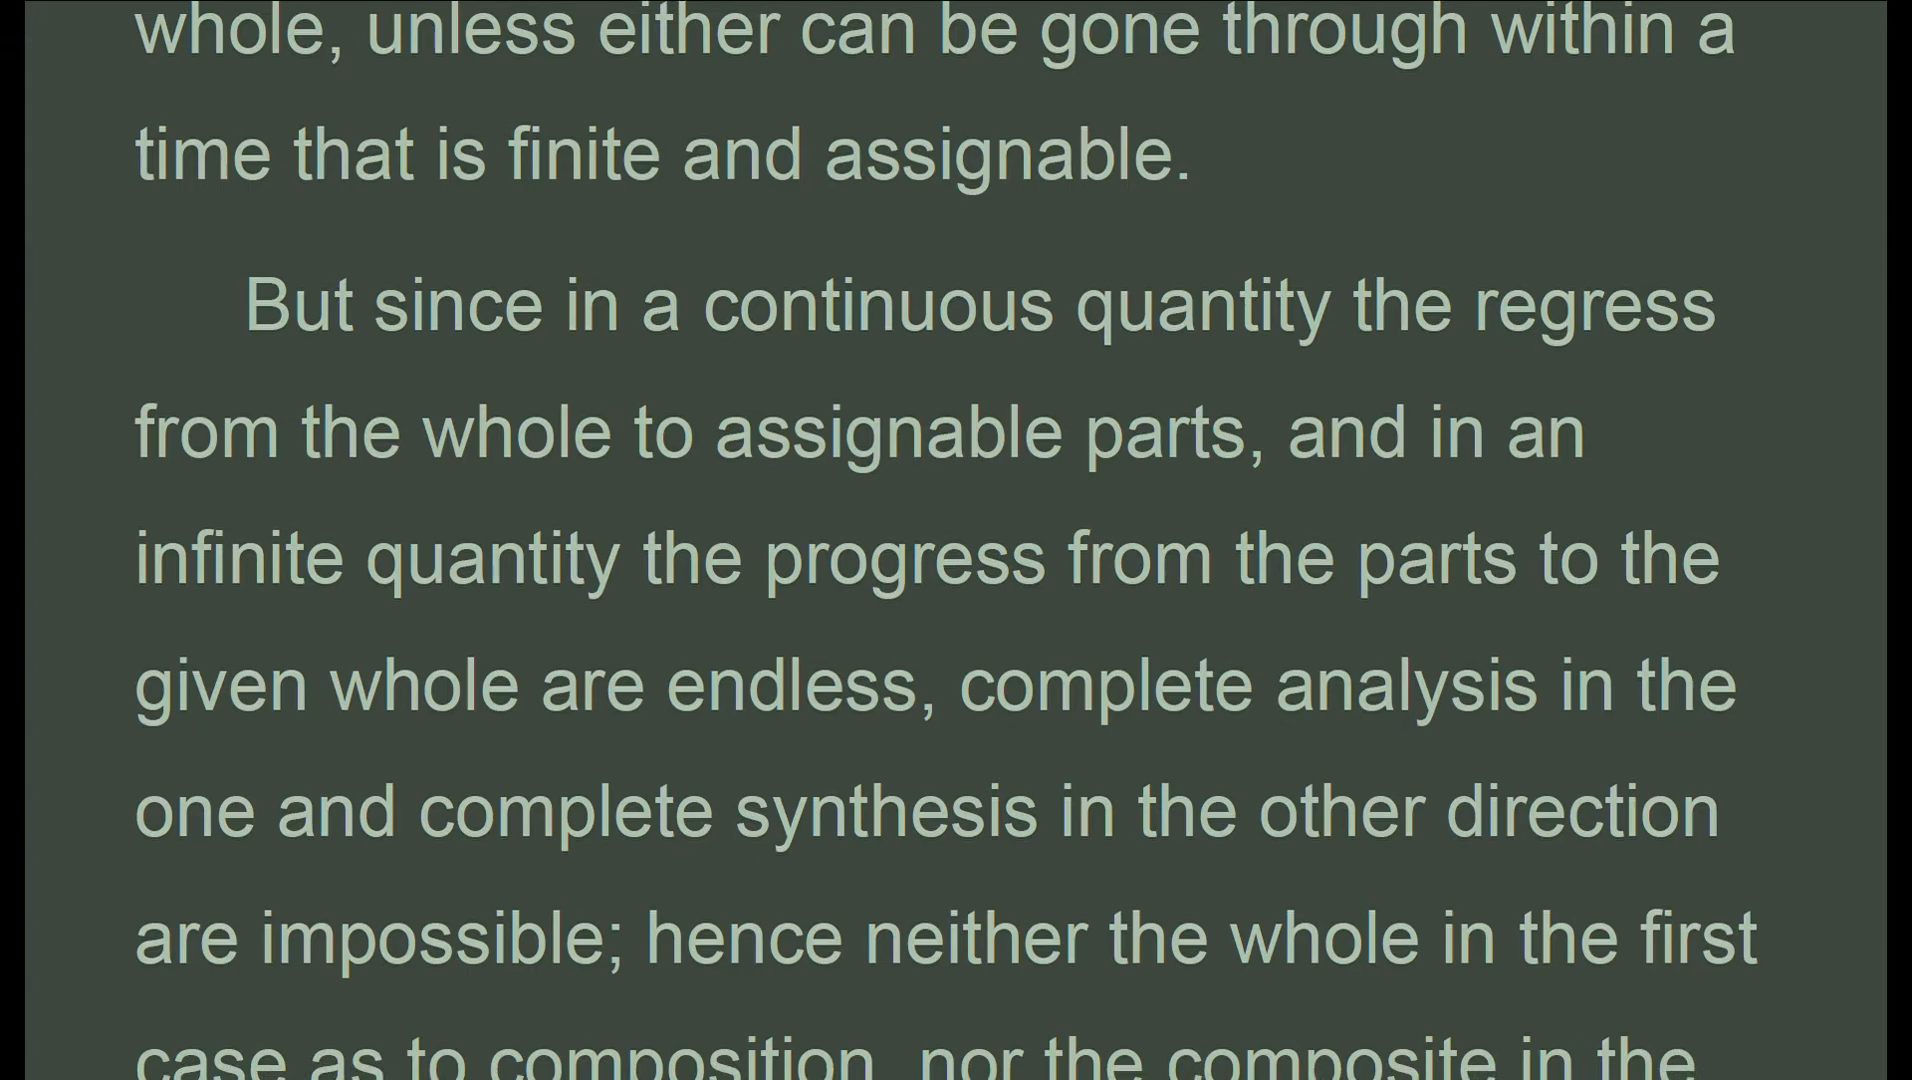 whole, unless either can be gone through within a
time that is finite and assignable.
But since in a continuous quantity the regress
from the whole to assignable parts, and in an
infinite quantity the progress from the parts to the
given whole are endless, complete analysis in the
one and complete synthesis in the other direction
are impossible; hence neither the whole in the first
case as to composition, nor the composite in the